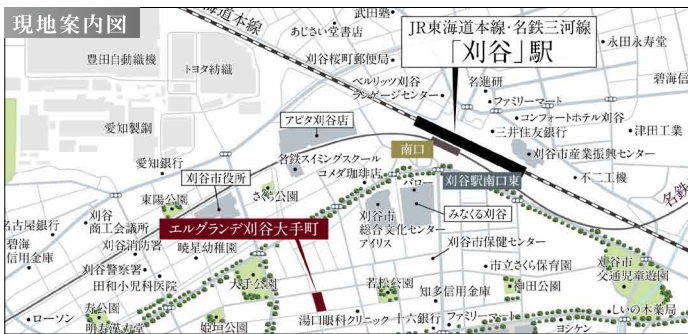 現地案内図
東海道本線
武田塾
あじさい堂書店
JR東海道本線・名鉄三河線
「刈谷」駅
永田永寿堂
豊田自動織機
トヨタ紡織
刈谷桜町郵便局
ベルリッツ刈谷
ランゲージセンター
名進研
ファミリーマート
コンフォートホテル刈谷
碧海信
愛知製鋼
アピタ刈谷店
三井住友銀行
津田工業
南口
刈谷市産業振興センター
愛知銀行
名鉄スイミングスクール
コメダ珈琲店
刈谷市役所
バロー
刈谷駅南口東
不二工機
東陽公園
さくら公園
みなくる刈谷
名鉄
名古屋銀行
刈谷
商工会議所
エルグランデ刈谷大手町
刈谷市
総合文化センター
アイリス
碧海
信用金庫
刈谷消防署
暁星幼稚園
刈谷市保健センター
刈谷警察署
田和小児科医院
大手公園
若松公園
市立さくら保育園
刈谷市
交通児童遊園
知多信用金庫
神田公園
寿公園
ローソン
明寿漢方堂
姫垣公園
湯口眼科クリニック
十六銀行
ファミリーマート
しいの木薬局
ヨシケン